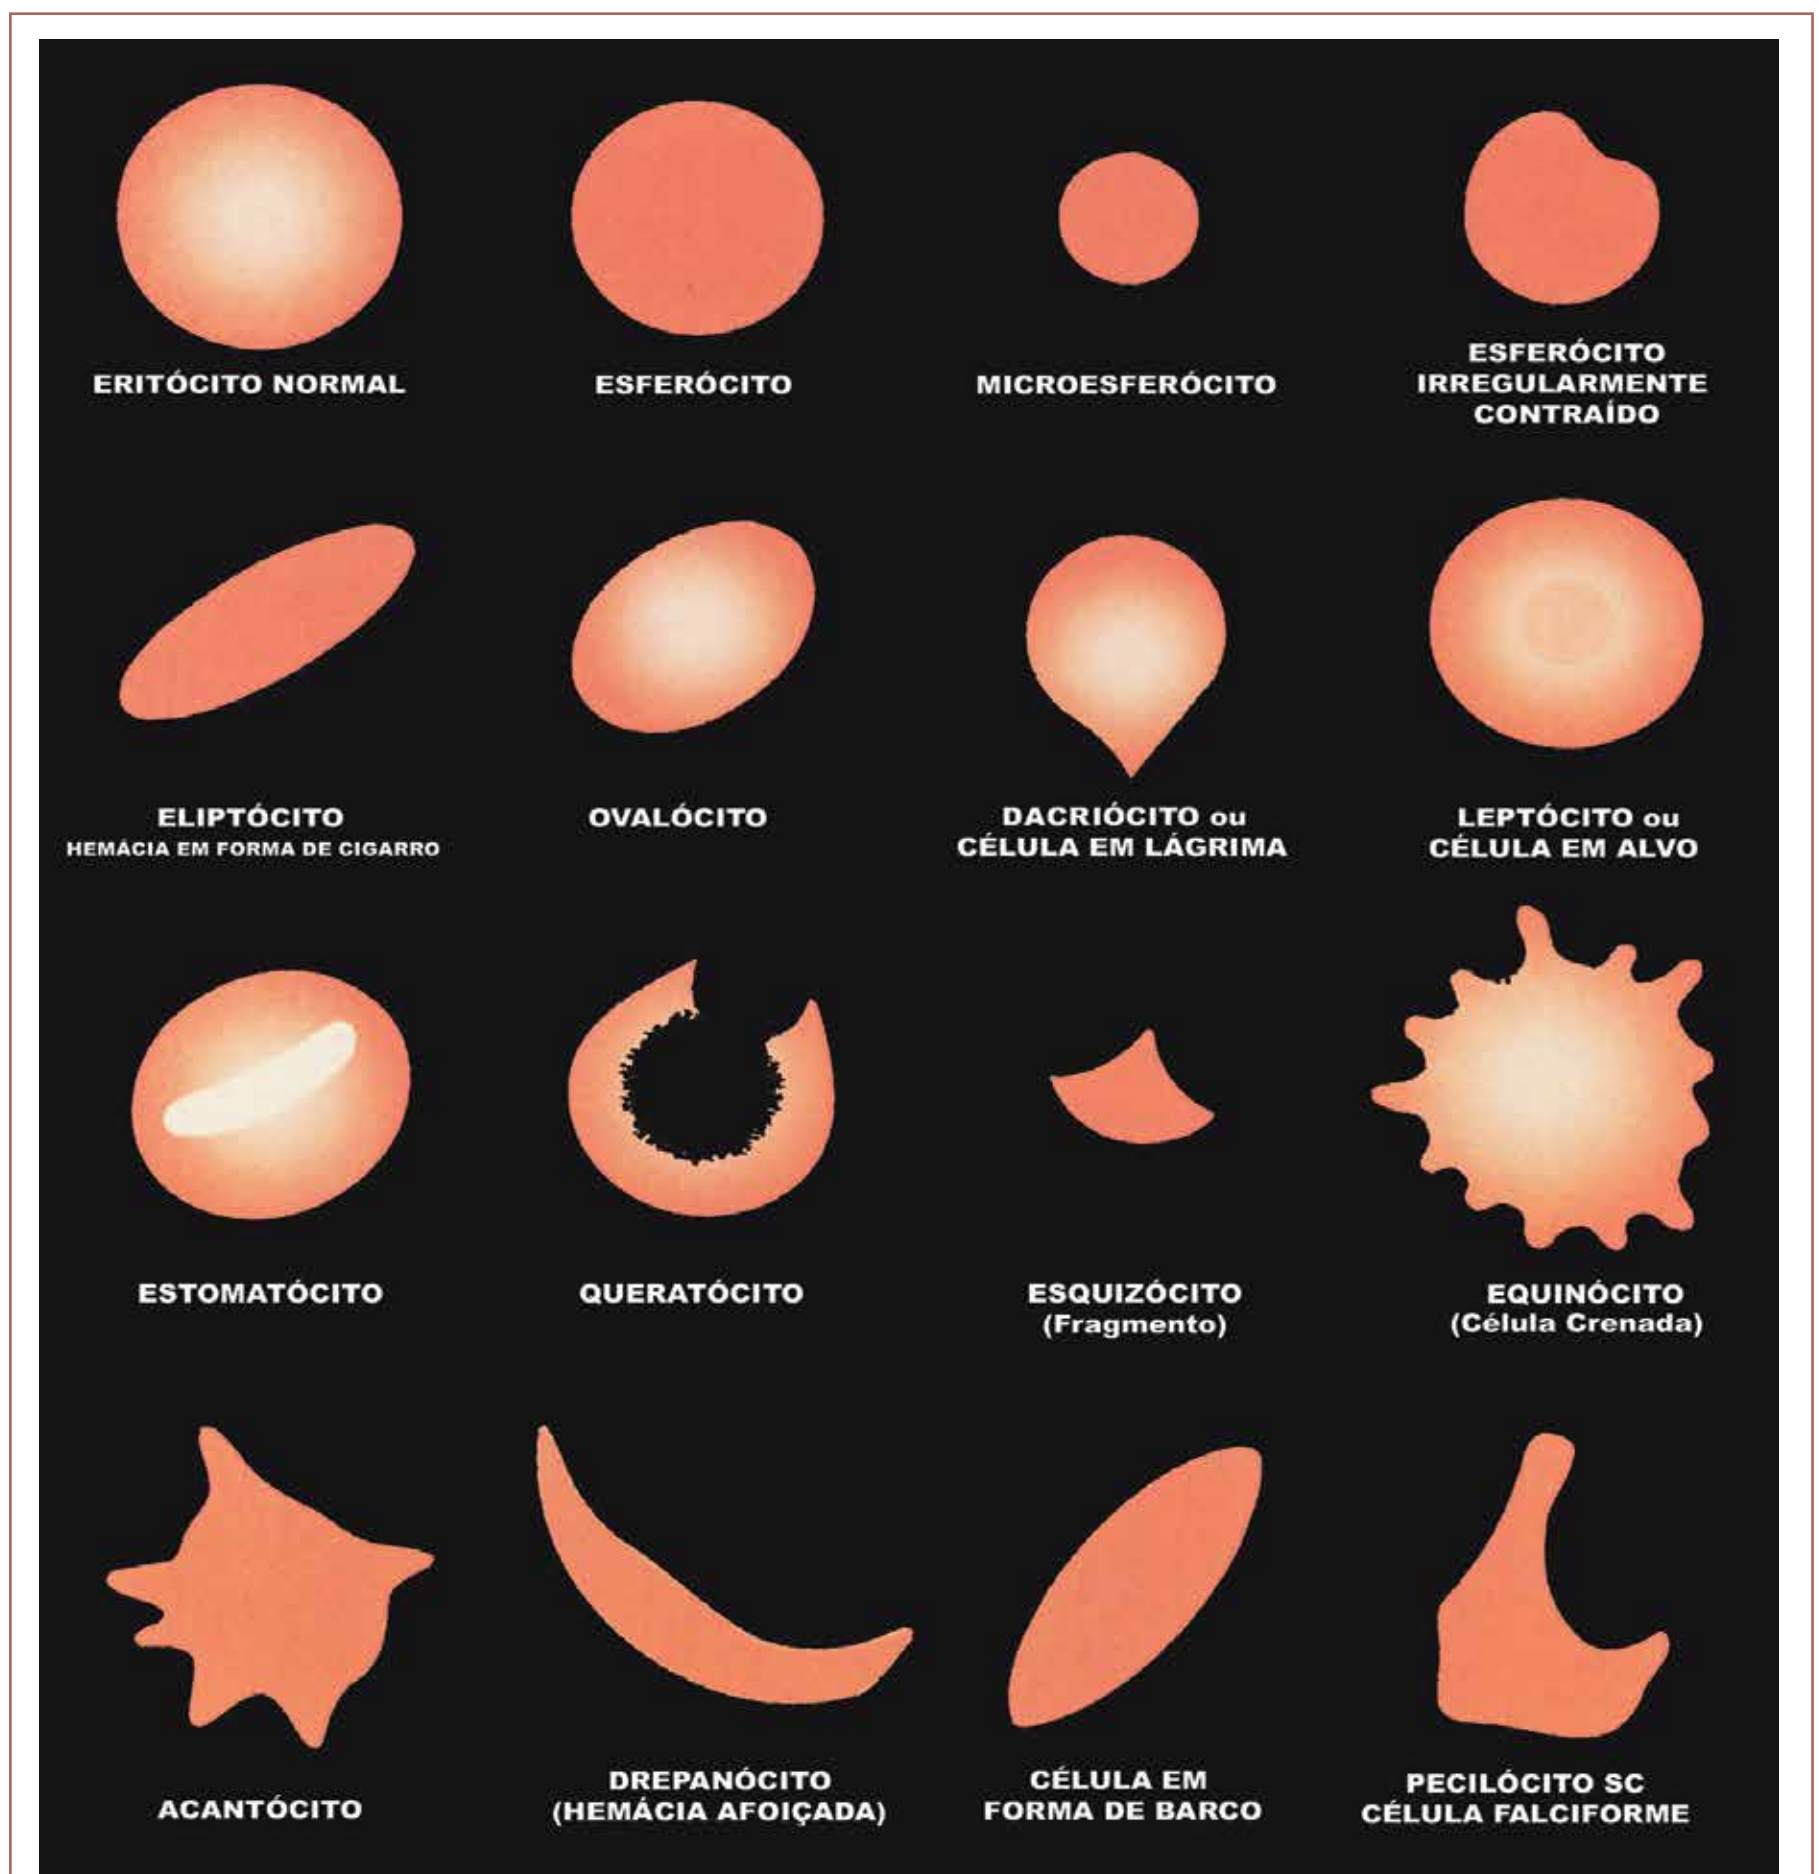 ERITÓCITO NORMAL
ESFERÓCITO
MICROESFERÓCITO
ESFERÓCITO
IRREGULARMENTE
CONTRAÍDO
ELIPTÓCITO
HEMÁCIA EM FORMA DE CIGARRO
OVALÓCITO
DACRIÓCITO ou
CÉLULA EM LÁGRIMA
LEPTÓCITO ou
CÉLULA EM ALVO
ESTOMATÓCITO
QUERATÓCITO
ESQUIZÓCITO
(Fragmento)
EQUINÓCITO
(Célula Crenada)
ACANTÓCITO
DREPANÓCITO
(HEMÁCIA AFOIÇADA)
CÉLULA EM
FORMA DE BARCO
PECILÓCITO SC
CÉLULA FALCIFORME